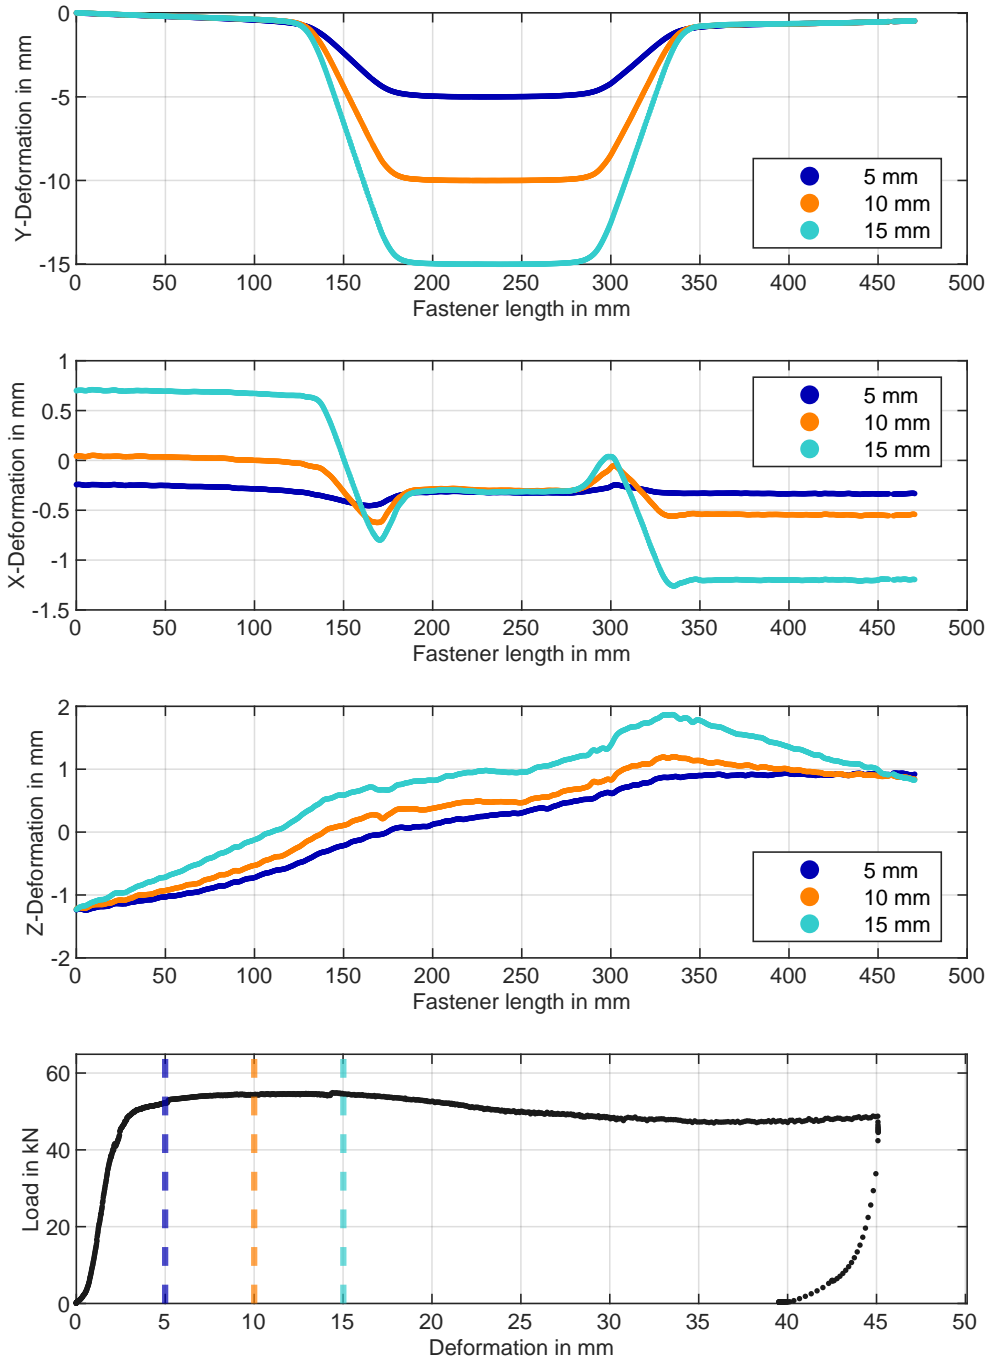 0
-5
-10
-15
Y-Deformation in mm
5 mm
10 mm
15 mm
0 50 100 150 200 250 300 350 400 450 500
Fastener length in mm
1
0.5
0
-0.5
-1
-1.5
X-Deformation in mm
5 mm
10 mm
15 mm
0 50 100 150 200 250 300 350 400 450 500
Fastener length in mm
2
1
0
-1
-2
Z-Deformation in mm
5 mm
10 mm
15 mm
0 50 100 150 200 250 300 350 400 450 500
Fastener length in mm
60
40
20
0
Load in kN
0 5 10 15 20 25 30 35 40 45 50
Deformation in mm